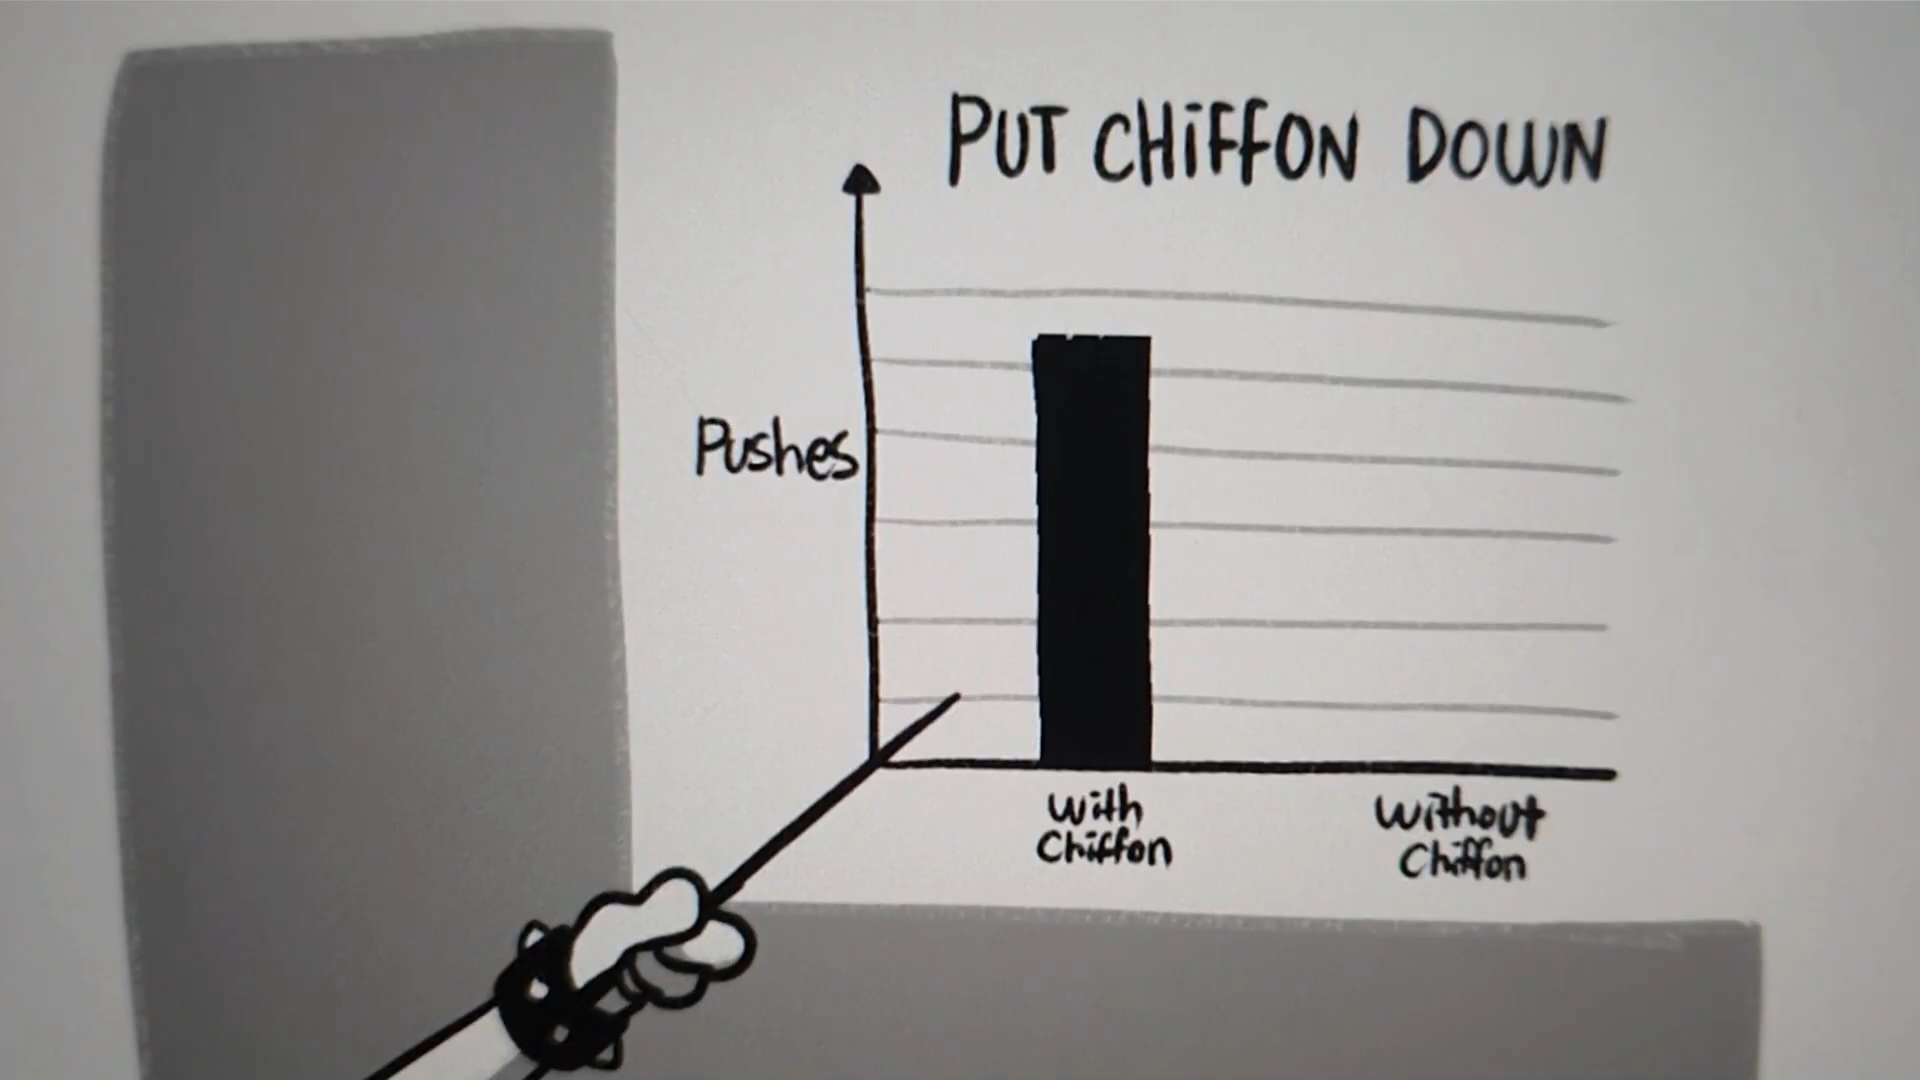 PUT CHiFFON DOWN
Pushes
With
Chiffon
Without
Chiffon